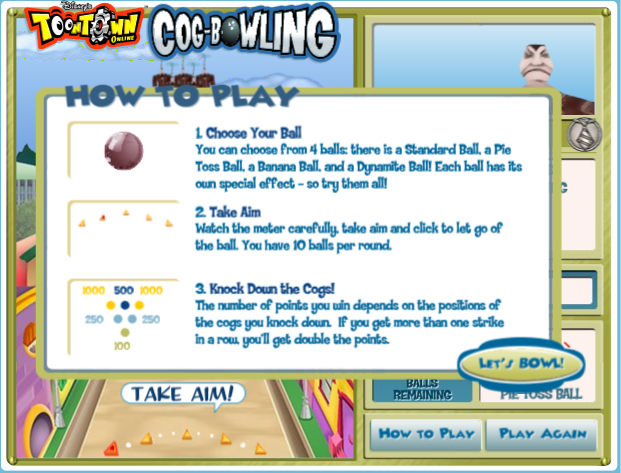 Disney's
TOONTOWN
ONLINE
COG-BOWLING
HOW TO PLAY
1. Choose Your Ball
You can choose from 4 balls: there is a Standard Ball, a Pie
Toss Ball, a Banana Ball, and a Dynamite Ball! Each ball has its
own special effect - so try them all!
2. Take Aim
Watch the meter carefully, take aim and click to let go of
the ball. You have 10 balls per round.
1000 500 1000
250 250
100
3. Knock Down the Cogs!
The number of points you win depends on the positions of
the cogs you knock down. If you get more than one strike
in a row, you'll get double the points.
LET'S BOWL!
TAKE AIM!
BALLS
REMAINING
PIE TOSS BALL
HOW TO PLAY
PLAY AGAIN